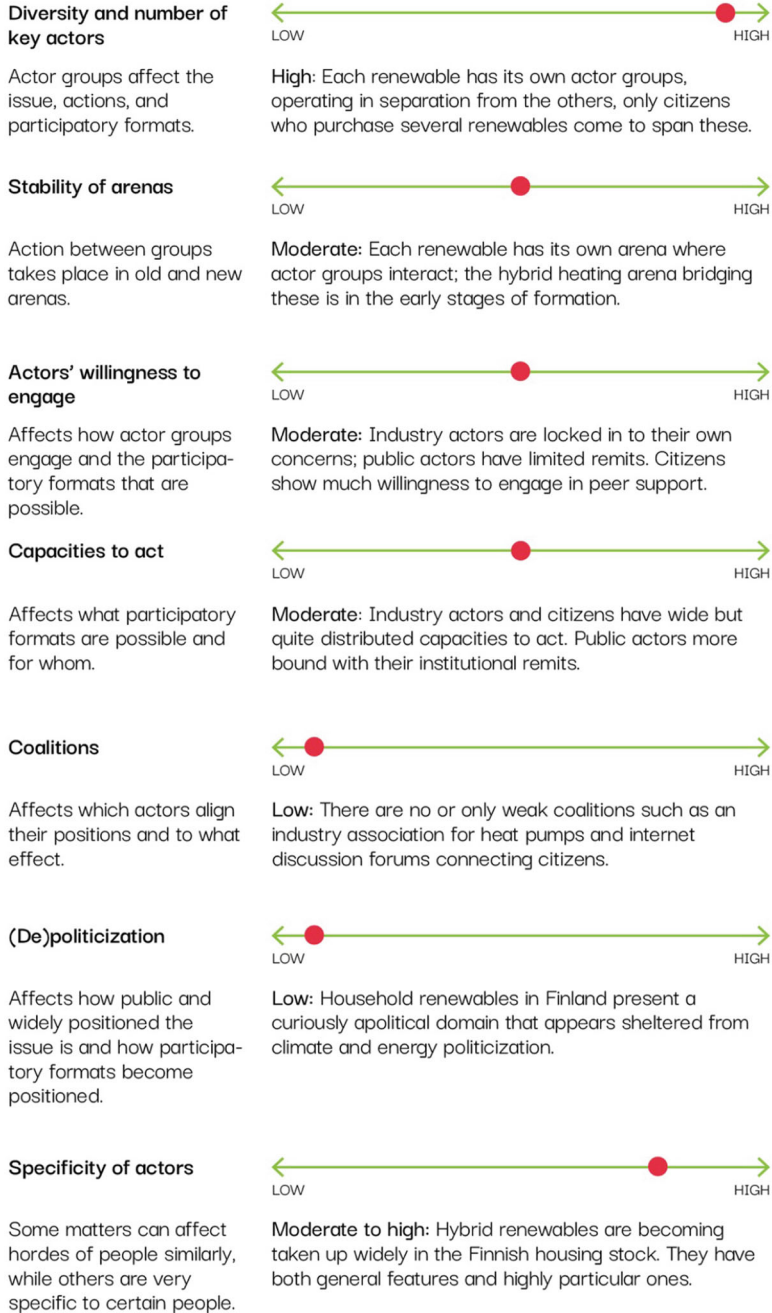 Diversity and number of
key actors
LOW
HIGH
Actor groups affect the
issue, actions, and
participatory formats.
High: Each renewable has its own actor groups,
operating in separation from the others, only citizens
who purchase several renewables come to span these.
Stability of arenas
LOW
HIGH
Action between groups
takes place in old and new
arenas.
Moderate: Each renewable has its own arena where
actor groups interact; the hybrid heating arena bridging
these is in the early stages of formation.
Actors' willingness to
engage
LOW
HIGH
Affects how actor groups
engage and the participa-
tory formats that are
possible.
Moderate: Industry actors are locked in to their own
concerns; public actors have limited remits. Citizens
show much willingness to engage in peer support.
Capacities to act
LOW
HIGH
Affects what participatory
formats are possible and
for whom.
Moderate: Industry actors and citizens have wide but
quite distributed capacities to act. Public actors more
bound with their institutional remits.
Coalitions
LOW
HIGH
Affects which actors align
their positions and to what
effect.
Low: There are no or only weak coalitions such as an
industry association for heat pumps and internet
discussion forums connecting citizens.
(De)politicization
LOW
HIGH
Affects how public and
widely positioned the
issue is and how participa-
tory formats become
positioned.
Low: Household renewables in Finland present a
curiously apolitical domain that appears sheltered from
climate and energy politicization.
Specificity of actors
LOW
HIGH
Some matters can affect
hordes of people similarly,
while others are very
specific to certain people.
Moderate to high: Hybrid renewables are becoming
taken up widely in the Finnish housing stock. They have
both general features and highly particular ones.